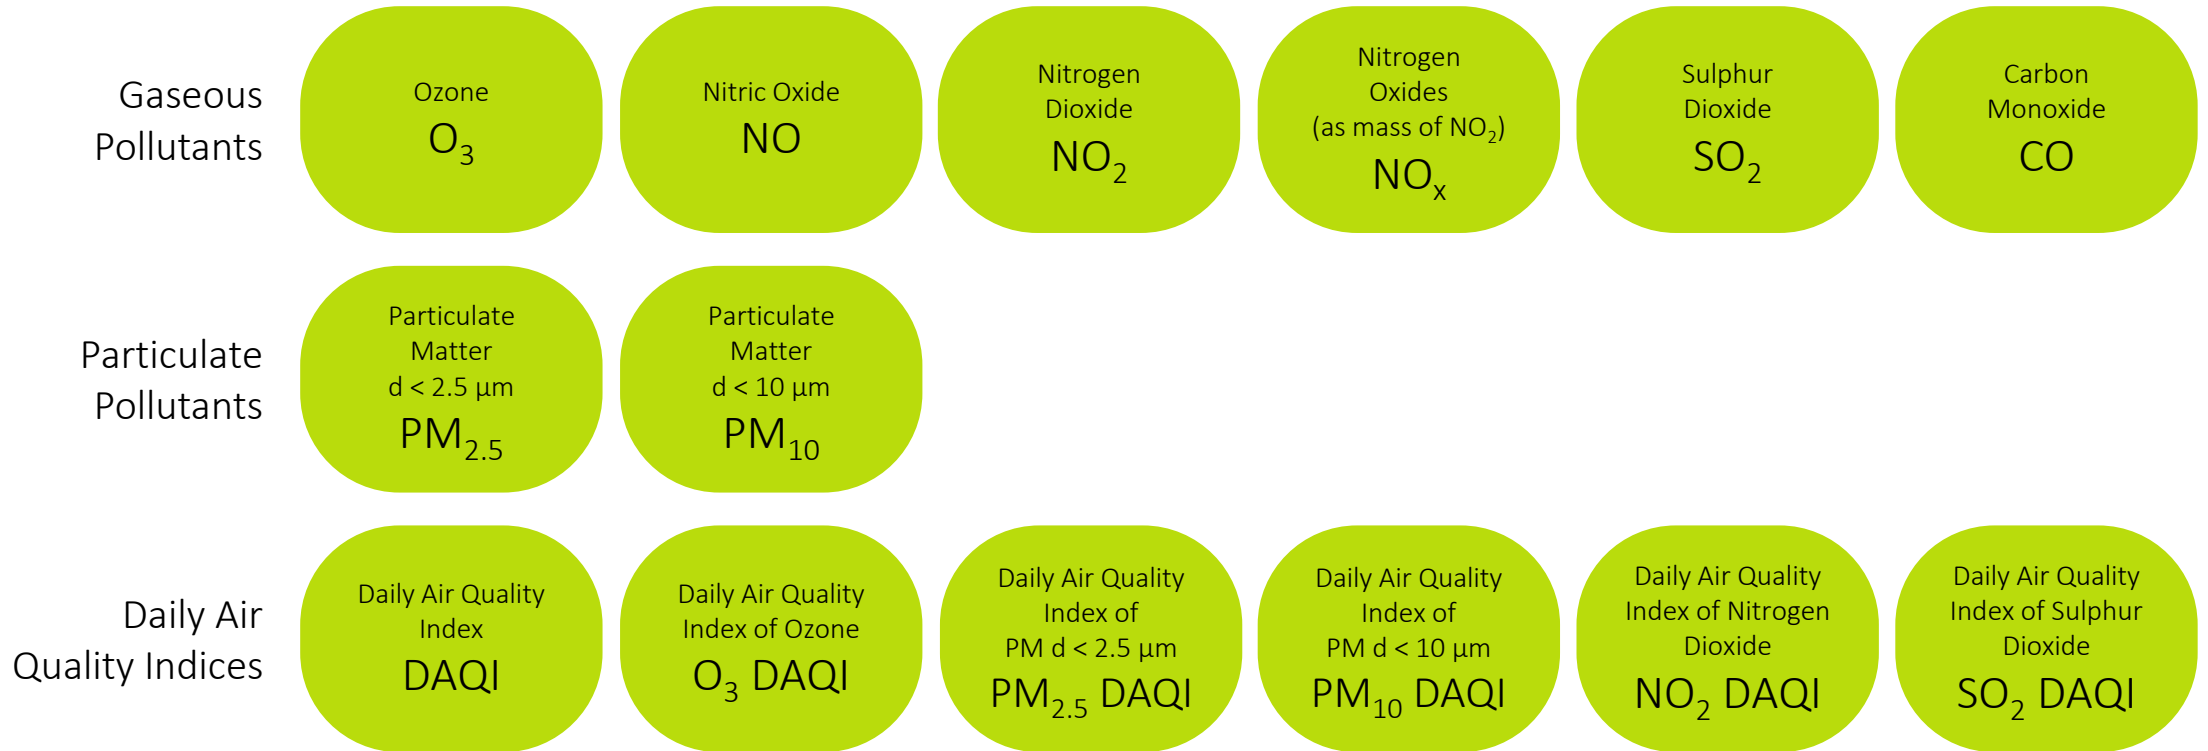 Gaseous
Pollutants
Ozone
O₃
Nitric Oxide
NO
Nitrogen
Dioxide
NO₂
Nitrogen
Oxides
(as mass of NO₂)
NOₓ
Sulphur
Dioxide
SO₂
Carbon
Monoxide
CO
Particulate
Pollutants
Particulate
Matter
d < 2.5 µm
PM₂.₅
Particulate
Matter
d < 10 µm
PM₁₀
Daily Air
Quality Indices
Daily Air Quality
Index
DAQI
Daily Air Quality
Index of Ozone
O₃ DAQI
Daily Air Quality
Index of
PM d < 2.5 µm
PM₂.₅ DAQI
Daily Air Quality
Index of
PM d < 10 µm
PM₁₀ DAQI
Daily Air Quality
Index of Nitrogen
Dioxide
NO₂ DAQI
Daily Air Quality
Index of Sulphur
Dioxide
SO₂ DAQI